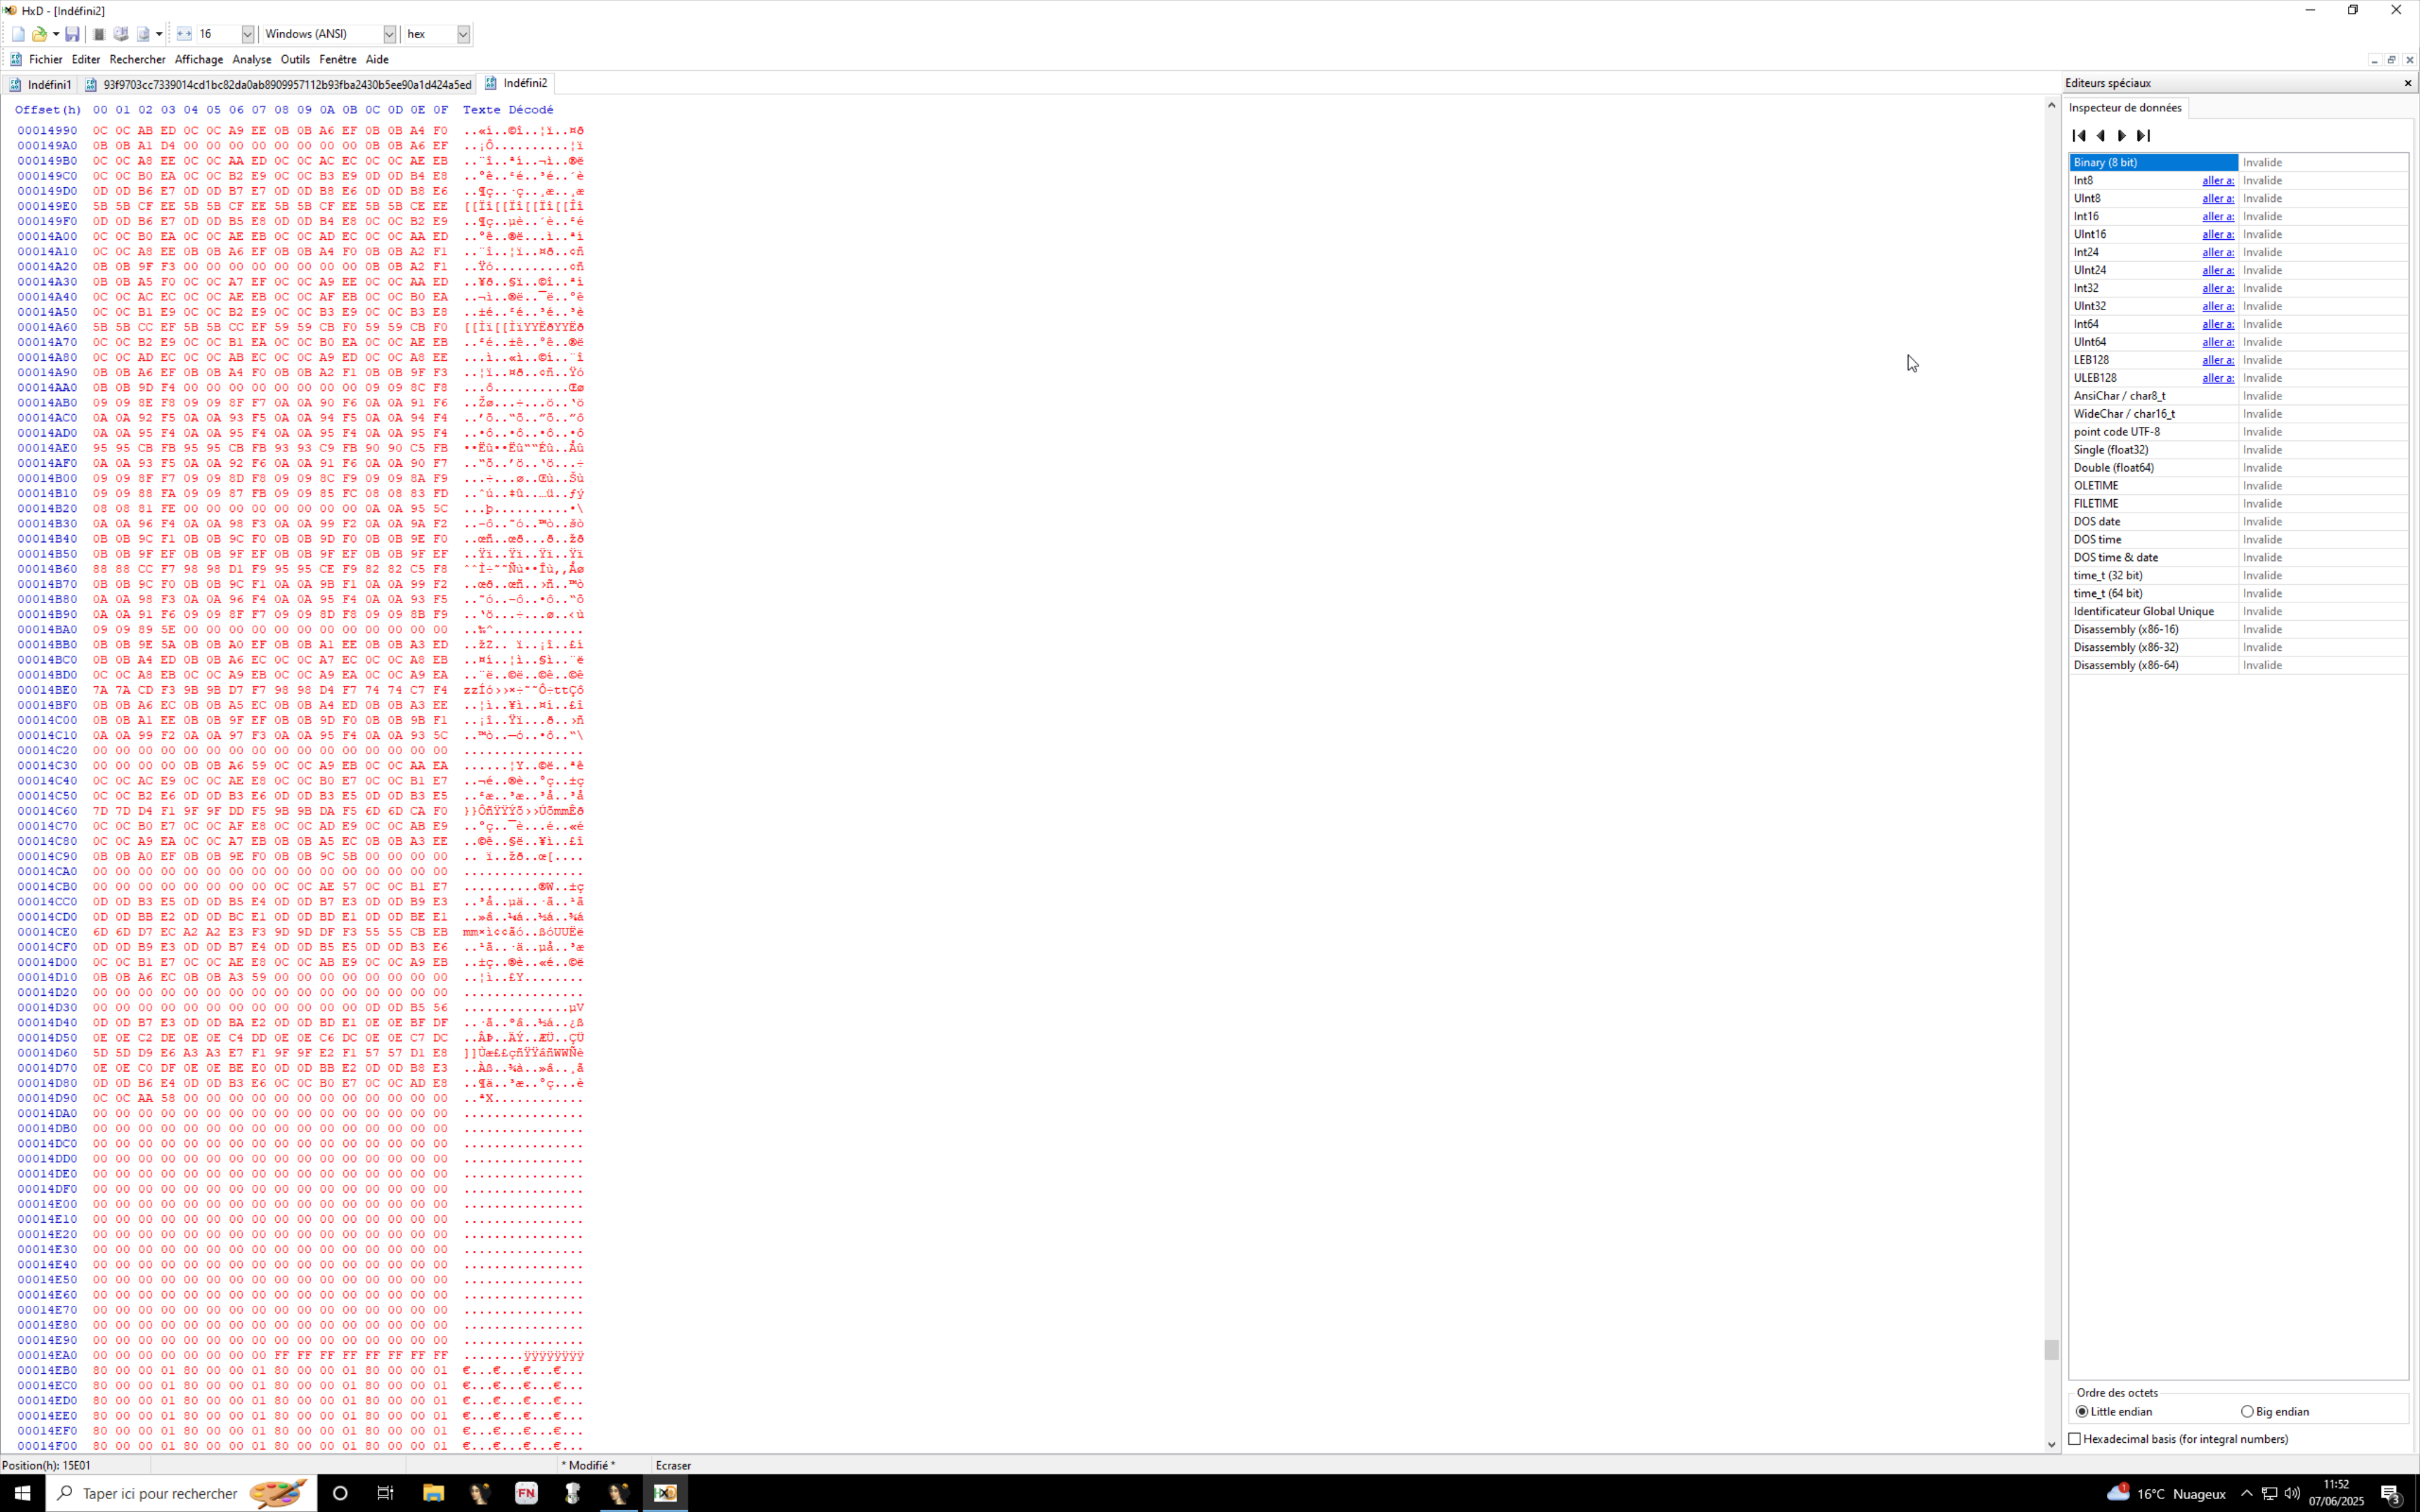 HxD - [Indéfini2]
16 Windows (ANSI) hex
Fichier Editer Rechercher Affichage Analyse Outils Fenêtre Aide
Indéfini1 93f9703cc7339014cd1bc82da0ab8909957112b93fba2430b5ee90a1d424a5ed Indéfini2
Offset(h) 00 01 02 03 04 05 06 07 08 09 0A 0B 0C 0D 0E 0F Texte Décodé
00014990 0C 0C AB ED 0C 0C A9 EE 0B 0B A6 EF 0B 0B A4 F0 ..«í..©î..¦ï..¤ð
000149A0 0B 0B A1 D4 00 00 00 00 00 00 00 00 0B 0B A6 EF ..¡Ô..........¦ï
000149B0 0C 0C A8 EE 0C 0C AA ED 0C 0C AC EC 0C 0C AE EB ..¨î..ªí..¬ì..®ë
000149C0 0C 0C B0 EA 0C 0C B2 E9 0C 0C B3 E9 0D 0D B4 E8 ..°ê..²é..³é..´è
000149D0 0D 0D B6 E7 0D 0D B7 E7 0D 0D B8 E6 0D 0D B8 E6 ..¶ç..·ç..¸æ..¸æ
000149E0 5B 5B CF EE 5B 5B CF EE 5B 5B CF EE 5B 5B CE EE [[Ïî[[Ïî[[Ïî[[Îî
000149F0 0D 0D B6 E7 0D 0D B5 E8 0D 0D B4 E8 0C 0C B2 E9 ..¶ç..µè..´è..²é
00014A00 0C 0C B0 EA 0C 0C AE EB 0C 0C AD EC 0C 0C AA ED ..°ê..®ë..­ì..ªí
00014A10 0C 0C A8 EE 0B 0B A6 EF 0B 0B A4 F0 0B 0B A2 F1 ..¨î..¦ï..¤ð..¢ñ
00014A20 0B 0B 9F F3 00 00 00 00 00 00 00 00 0B 0B A2 F1 ..Ÿó..........¢ñ
00014A30 0B 0B A5 F0 0C 0C A7 EF 0C 0C A9 EE 0C 0C AA ED ..¥ð..§ï..©î..ªí
00014A40 0C 0C AC EC 0C 0C AE EB 0C 0C AF EB 0C 0C B0 EA ..¬ì..®ë..¯ë..°ê
00014A50 0C 0C B1 E9 0C 0C B2 E9 0C 0C B3 E9 0C 0C B3 E8 ..±é..²é..³é..³è
00014A60 5B 5B CC EF 5B 5B CC EF 59 59 CB F0 59 59 CB F0 [[Ìï[[ÌïYYËðYYËð
00014A70 0C 0C B2 E9 0C 0C B1 EA 0C 0C B0 EA 0C 0C AE EB ..²é..±ê..°ê..®ë
00014A80 0C 0C AD EC 0C 0C AB EC 0C 0C A9 ED 0C 0C A8 EE ..­ì..«ì..©í..¨î
00014A90 0B 0B A6 EF 0B 0B A4 F0 0B 0B A2 F1 0B 0B 9F F3 ..¦ï..¤ð..¢ñ..Ÿó
00014AA0 0B 0B 9D F4 00 00 00 00 00 00 00 00 09 09 8C F8 ...ô..........Œø
00014AB0 09 09 8E F8 09 09 8F F7 0A 0A 90 F6 0A 0A 91 F6 ..Žø...÷...ö..‘ö
00014AC0 0A 0A 92 F5 0A 0A 93 F5 0A 0A 94 F5 0A 0A 94 F4 ..’õ..“õ..”õ..”ô
00014AD0 0A 0A 95 F4 0A 0A 95 F4 0A 0A 95 F4 0A 0A 95 F4 ..•ô..•ô..•ô..•ô
00014AE0 95 95 CB FB 95 95 CB FB 93 93 C9 FB 90 90 C5 FB ••Ëû••Ëû““Éû..Åû
00014AF0 0A 0A 93 F5 0A 0A 92 F6 0A 0A 91 F6 0A 0A 90 F7 ..“õ..’ö..‘ö...÷
00014B00 09 09 8F F7 09 09 8D F8 09 09 8C F9 09 09 8A F9 ...÷...ø..Œù..Šù
00014B10 09 09 88 FA 09 09 87 FB 09 09 85 FC 08 08 83 FD ..ˆú..‡û..…ü..ƒý
00014B20 08 08 81 FE 00 00 00 00 00 00 00 00 0A 0A 95 5C ...þ..........•\
00014B30 0A 0A 96 F4 0A 0A 98 F3 0A 0A 99 F2 0A 0A 9A F2 ..–ô..˜ó..™ò..šò
00014B40 0B 0B 9C F1 0B 0B 9C F0 0B 0B 9D F0 0B 0B 9E F0 ..œñ..œð...ð..žð
00014B50 0B 0B 9F EF 0B 0B 9F EF 0B 0B 9F EF 0B 0B 9F EF ..Ÿï..Ÿï..Ÿï..Ÿï
00014B60 88 88 CC F7 98 98 D1 F9 95 95 CE F9 82 82 C5 F8 ˆˆÌ÷˜˜Ñù••Îù‚‚Åø
00014B70 0B 0B 9C F0 0B 0B 9C F1 0A 0A 9B F1 0A 0A 99 F2 ..œð..œñ..›ñ..™ò
00014B80 0A 0A 98 F3 0A 0A 96 F4 0A 0A 95 F4 0A 0A 93 F5 ..˜ó..–ô..•ô..“õ
00014B90 0A 0A 91 F6 09 09 8F F7 09 09 8D F8 09 09 8B F9 ..‘ö...÷...ø..‹ù
00014BA0 09 09 89 5E 00 00 00 00 00 00 00 00 00 00 00 00 ..‰^............
00014BB0 0B 0B 9E 5A 0B 0B A0 EF 0B 0B A1 EE 0B 0B A3 ED ..žZ.. ï..¡î..£í
00014BC0 0B 0B A4 ED 0B 0B A6 EC 0C 0C A7 EC 0C 0C A8 EB ..¤í..¦ì..§ì..¨ë
00014BD0 0C 0C A8 EB 0C 0C A9 EB 0C 0C A9 EA 0C 0C A9 EA ..¨ë..©ë..©ê..©ê
00014BE0 7A 7A CD F3 9B 9B D7 F7 98 98 D4 F7 74 74 C7 F4 zzÍó››×÷˜˜Ô÷ttÇô
00014BF0 0B 0B A6 EC 0B 0B A5 EC 0B 0B A4 ED 0B 0B A3 EE ..¦ì..¥ì..¤í..£î
00014C00 0B 0B A1 EE 0B 0B 9F EF 0B 0B 9D F0 0B 0B 9B F1 ..¡î..Ÿï...ð..›ñ
00014C10 0A 0A 99 F2 0A 0A 97 F3 0A 0A 95 F4 0A 0A 93 5C ..™ò..—ó..•ô..“\
00014C20 00 00 00 00 00 00 00 00 00 00 00 00 00 00 00 00 ................
00014C30 00 00 00 00 0B 0B A6 59 0C 0C A9 EB 0C 0C AA EA ......¦Y..©ë..ªê
00014C40 0C 0C AC E9 0C 0C AE E8 0C 0C B0 E7 0C 0C B1 E7 ..¬é..®è..°ç..±ç
00014C50 0C 0C B2 E6 0D 0D B3 E6 0D 0D B3 E5 0D 0D B3 E5 ..²æ..³æ..³å..³å
00014C60 7D 7D D4 F1 9F 9F DD F5 9B 9B DA F5 6D 6D CA F0 }}ÔñŸŸÝõ››ÚõmmÊð
00014C70 0C 0C B0 E7 0C 0C AF E8 0C 0C AD E9 0C 0C AB E9 ..°ç..¯è..­é..«é
00014C80 0C 0C A9 EA 0C 0C A7 EB 0B 0B A5 EC 0B 0B A3 EE ..©ê..§ë..¥ì..£î
00014C90 0B 0B A0 EF 0B 0B 9E F0 0B 0B 9C 5B 00 00 00 00 .. ï..žð..œ[....
00014CA0 00 00 00 00 00 00 00 00 00 00 00 00 00 00 00 00 ................
00014CB0 00 00 00 00 00 00 00 00 0C 0C AE 57 0C 0C B1 E7 ..........®W..±ç
00014CC0 0D 0D B3 E5 0D 0D B5 E4 0D 0D B7 E3 0D 0D B9 E3 ..³å..µä..·ã..¹ã
00014CD0 0D 0D BB E2 0D 0D BC E1 0D 0D BD E1 0D 0D BE E1 ..»â..¼á..½á..¾á
00014CE0 6D 6D D7 EC A2 A2 E3 F3 9D 9D DF F3 55 55 CB EB mm×ì¢¢ãó..ßóUUËë
00014CF0 0D 0D B9 E3 0D 0D B7 E4 0D 0D B5 E5 0D 0D B3 E6 ..¹ã..·ä..µå..³æ
00014D00 0C 0C B1 E7 0C 0C AE E8 0C 0C AB E9 0C 0C A9 EB ..±ç..®è..«é..©ë
00014D10 0B 0B A6 EC 0B 0B A3 59 00 00 00 00 00 00 00 00 ..¦ì..£Y........
00014D20 00 00 00 00 00 00 00 00 00 00 00 00 00 00 00 00 ................
00014D30 00 00 00 00 00 00 00 00 00 00 00 00 0D 0D B5 56 ..............µV
00014D40 0D 0D B7 E3 0D 0D BA E2 0D 0D BD E1 0E 0E BF DF ..·ã..ºâ..½á..¿ß
00014D50 0E 0E C2 DE 0E 0E C4 DD 0E 0E C6 DC 0E 0E C7 DC ..ÂÞ..ÄÝ..ÆÜ..ÇÜ
00014D60 5D 5D D9 E6 A3 A3 E7 F1 9F 9F E2 F1 57 57 D1 E8 ]]Ùæ££çñŸŸâñWWÑè
00014D70 0E 0E C0 DF 0E 0E BE E0 0D 0D BB E2 0D 0D B8 E3 ..Àß..¾à..»â..¸ã
00014D80 0D 0D B6 E4 0D 0D B3 E6 0C 0C B0 E7 0C 0C AD E8 ..¶ä..³æ..°ç..­è
00014D90 0C 0C AA 58 00 00 00 00 00 00 00 00 00 00 00 00 ..ªX............
00014DA0 00 00 00 00 00 00 00 00 00 00 00 00 00 00 00 00 ................
00014DB0 00 00 00 00 00 00 00 00 00 00 00 00 00 00 00 00 ................
00014DC0 00 00 00 00 00 00 00 00 00 00 00 00 00 00 00 00 ................
00014DD0 00 00 00 00 00 00 00 00 00 00 00 00 00 00 00 00 ................
00014DE0 00 00 00 00 00 00 00 00 00 00 00 00 00 00 00 00 ................
00014DF0 00 00 00 00 00 00 00 00 00 00 00 00 00 00 00 00 ................
00014E00 00 00 00 00 00 00 00 00 00 00 00 00 00 00 00 00 ................
00014E10 00 00 00 00 00 00 00 00 00 00 00 00 00 00 00 00 ................
00014E20 00 00 00 00 00 00 00 00 00 00 00 00 00 00 00 00 ................
00014E30 00 00 00 00 00 00 00 00 00 00 00 00 00 00 00 00 ................
00014E40 00 00 00 00 00 00 00 00 00 00 00 00 00 00 00 00 ................
00014E50 00 00 00 00 00 00 00 00 00 00 00 00 00 00 00 00 ................
00014E60 00 00 00 00 00 00 00 00 00 00 00 00 00 00 00 00 ................
00014E70 00 00 00 00 00 00 00 00 00 00 00 00 00 00 00 00 ................
00014E80 00 00 00 00 00 00 00 00 00 00 00 00 00 00 00 00 ................
00014E90 00 00 00 00 00 00 00 00 00 00 00 00 00 00 00 00 ................
00014EA0 00 00 00 00 00 00 00 00 FF FF FF FF FF FF FF FF ........ÿÿÿÿÿÿÿÿ
00014EB0 80 00 00 01 80 00 00 01 80 00 00 01 80 00 00 01 €...€...€...€...
00014EC0 80 00 00 01 80 00 00 01 80 00 00 01 80 00 00 01 €...€...€...€...
00014ED0 80 00 00 01 80 00 00 01 80 00 00 01 80 00 00 01 €...€...€...€...
00014EE0 80 00 00 01 80 00 00 01 80 00 00 01 80 00 00 01 €...€...€...€...
00014EF0 80 00 00 01 80 00 00 01 80 00 00 01 80 00 00 01 €...€...€...€...
00014F00 80 00 00 01 80 00 00 01 80 00 00 01 80 00 00 01 €...€...€...€...
Editeurs spéciaux
Inspecteur de données
Binary (8 bit) Invalide
Int8 aller a: Invalide
UInt8 aller a: Invalide
Int16 aller a: Invalide
UInt16 aller a: Invalide
Int24 aller a: Invalide
UInt24 aller a: Invalide
Int32 aller a: Invalide
UInt32 aller a: Invalide
Int64 aller a: Invalide
UInt64 aller a: Invalide
LEB128 aller a: Invalide
ULEB128 aller a: Invalide
AnsiChar / char8_t Invalide
WideChar / char16_t Invalide
point code UTF-8 Invalide
Single (float32) Invalide
Double (float64) Invalide
OLETIME Invalide
FILETIME Invalide
DOS date Invalide
DOS time Invalide
DOS time & date Invalide
time_t (32 bit) Invalide
time_t (64 bit) Invalide
Identificateur Global Unique Invalide
Disassembly (x86-16) Invalide
Disassembly (x86-32) Invalide
Disassembly (x86-64) Invalide
Ordre des octets
Little endian Big endian
Hexadecimal basis (for integral numbers)
Position(h): 15E01 * Modifié * Ecraser
Taper ici pour rechercher
FN
16°C Nuageux
11:52
07/06/2025
3